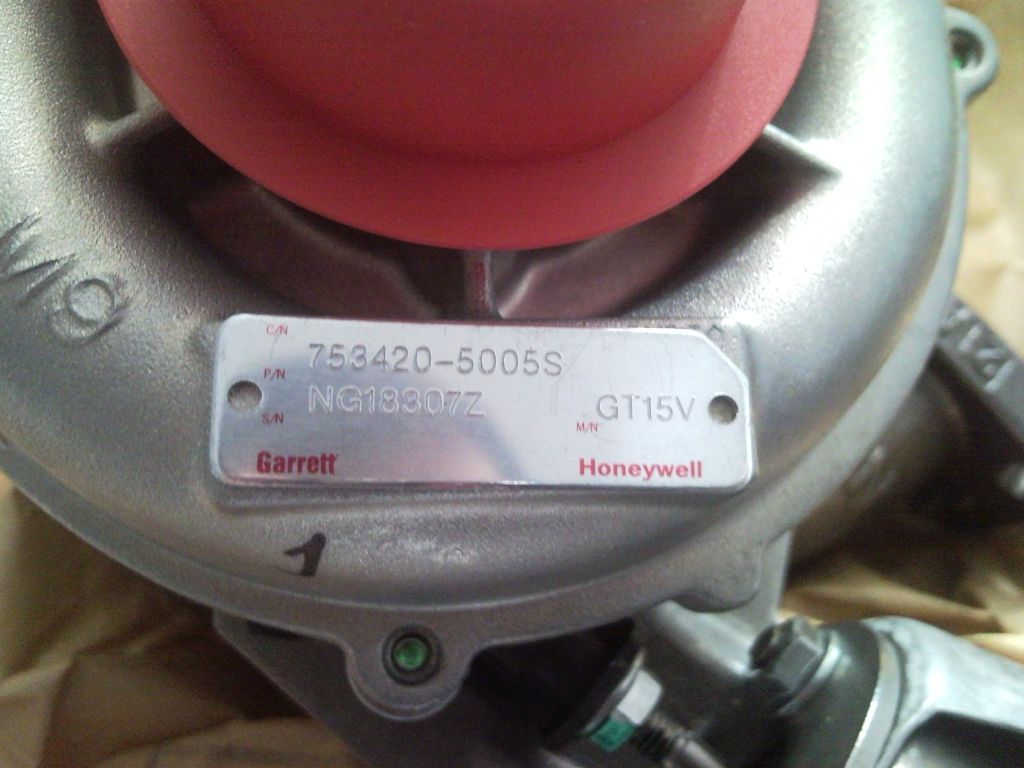 C/N
753420-5005S
P/N
NG18307Z
S/N
GT15V
M/N
Garrett
Honeywell
1